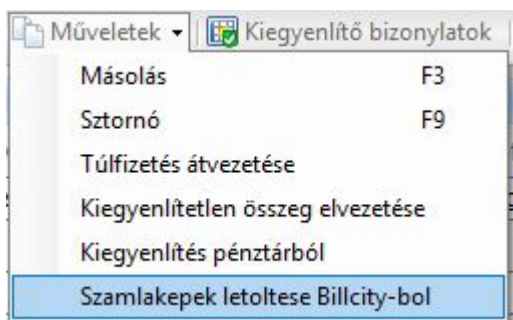 Műveletek Kiegyenlítő bizonylatok
Másolás F3
Sztornó F9
Túlfizetés átvezetése
Kiegyenlítetlen összeg elvezetése
Kiegyenlítés pénztárból
Szamlakepek letoltese Billcity-bol